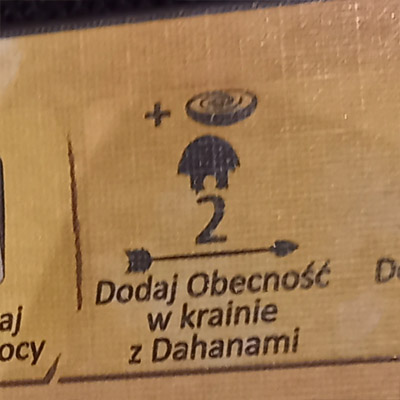 +
2
Dodaj Obecność
w krainie
z Dahanami
aj
ocy